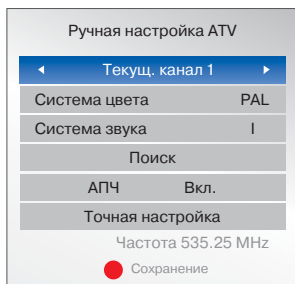 Ручная настройка ATV
Текущ. канал 1
Система цвета PAL
Система звука I
Поиск
АПЧ Вкл.
Точная настройка
Частота 535.25 MHz
Сохранение